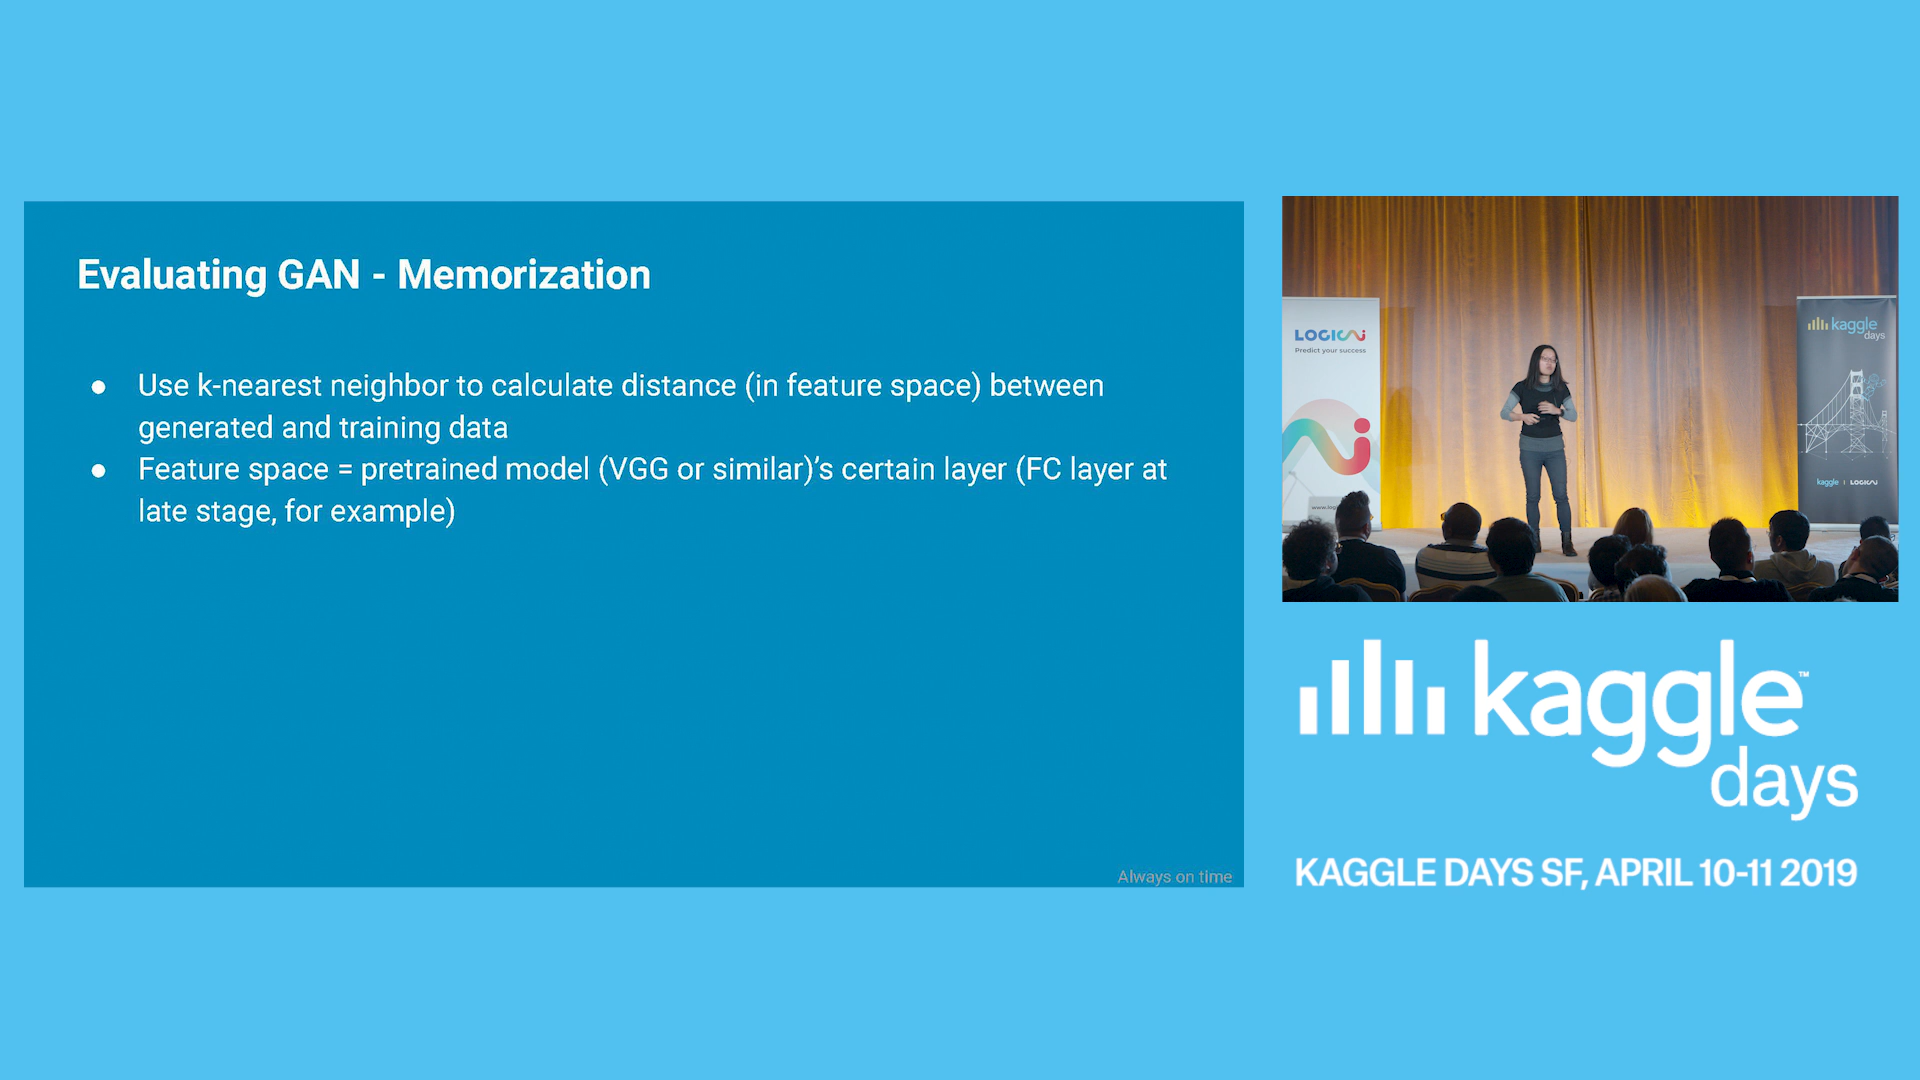 Evaluating GAN - Memorization
● Use k-nearest neighbor to calculate distance (in feature space) between
generated and training data
● Feature space = pretrained model (VGG or similar)’s certain layer (FC layer at
late stage, for example)
Always on time
LOGICAi
Predict your success
kaggle
days
kaggle | LOGICAi
kaggle™
days
KAGGLE DAYS SF, APRIL 10-11 2019